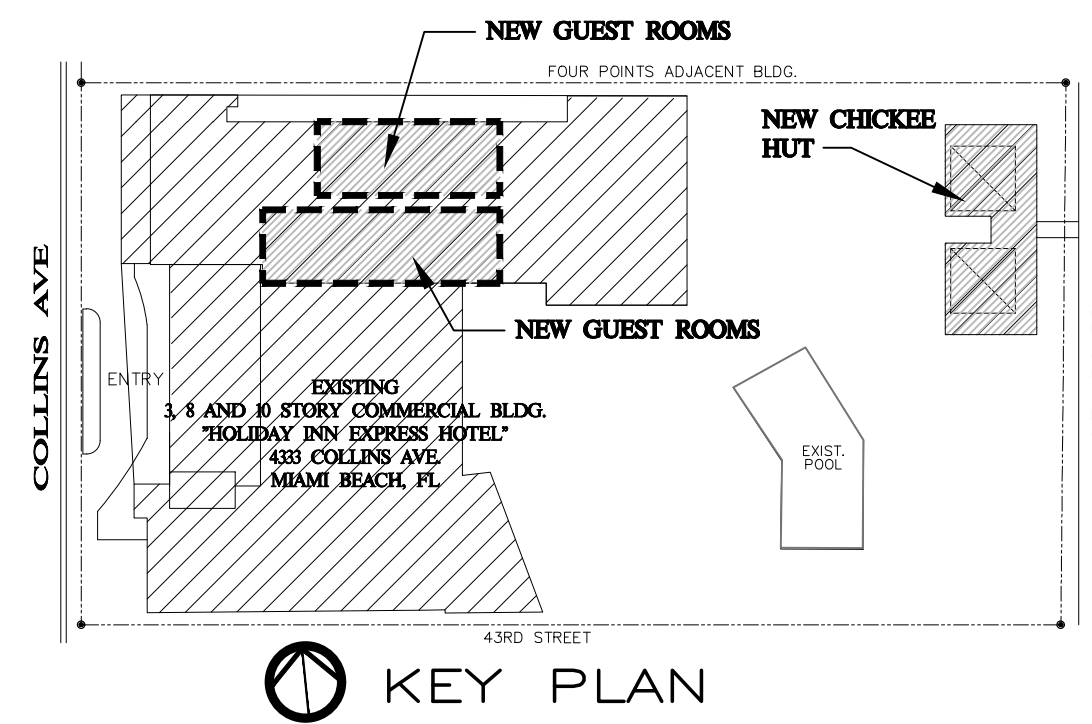 NEW GUEST ROOMS
FOUR POINTS ADJACENT BLDG.
NEW CHICKEE
HUT
COLLINS AVE
NEW GUEST ROOMS
ENTRY
EXISTING
3, 8 AND 10 STORY COMMERCIAL BLDG.
"HOLIDAY INN EXPRESS HOTEL"
4333 COLLINS AVE.
MIAMI BEACH, FL
EXIST.
POOL
43RD STREET
KEY PLAN